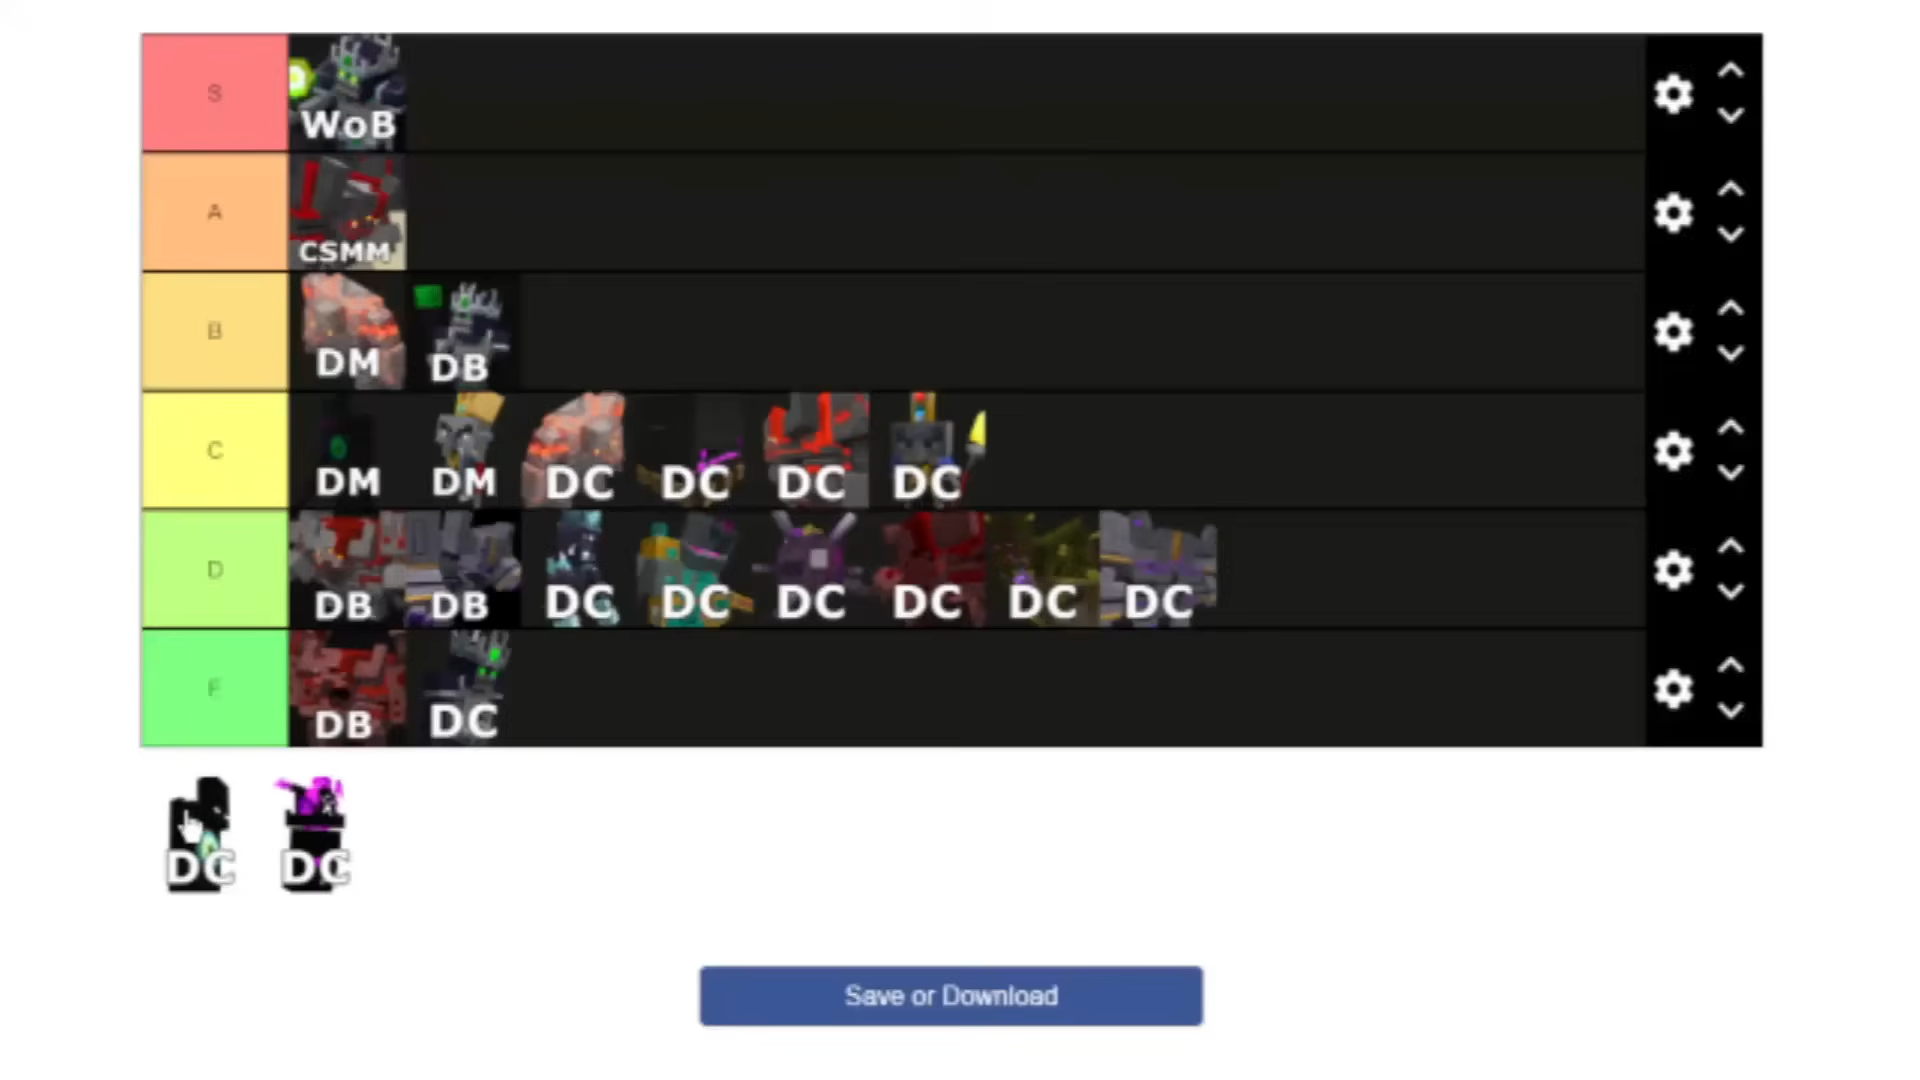 S
WoB
A
CSMM
B
DM DB
C
DM DM DC DC DC DC
D
DB DB DC DC DC DC DC DC
F
DB DC
DC DC
Save or Download